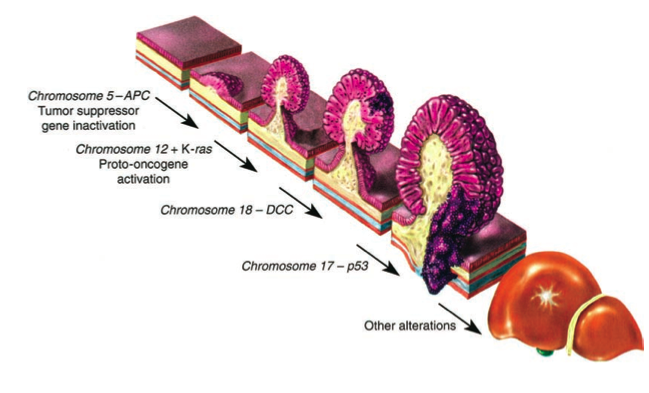 Chromosome 5–APC
Tumor suppressor
gene inactivation
Chromosome 12 + K-ras
Proto-oncogene
activation
Chromosome 18 – DCC
Chromosome 17 – p53
Other alterations